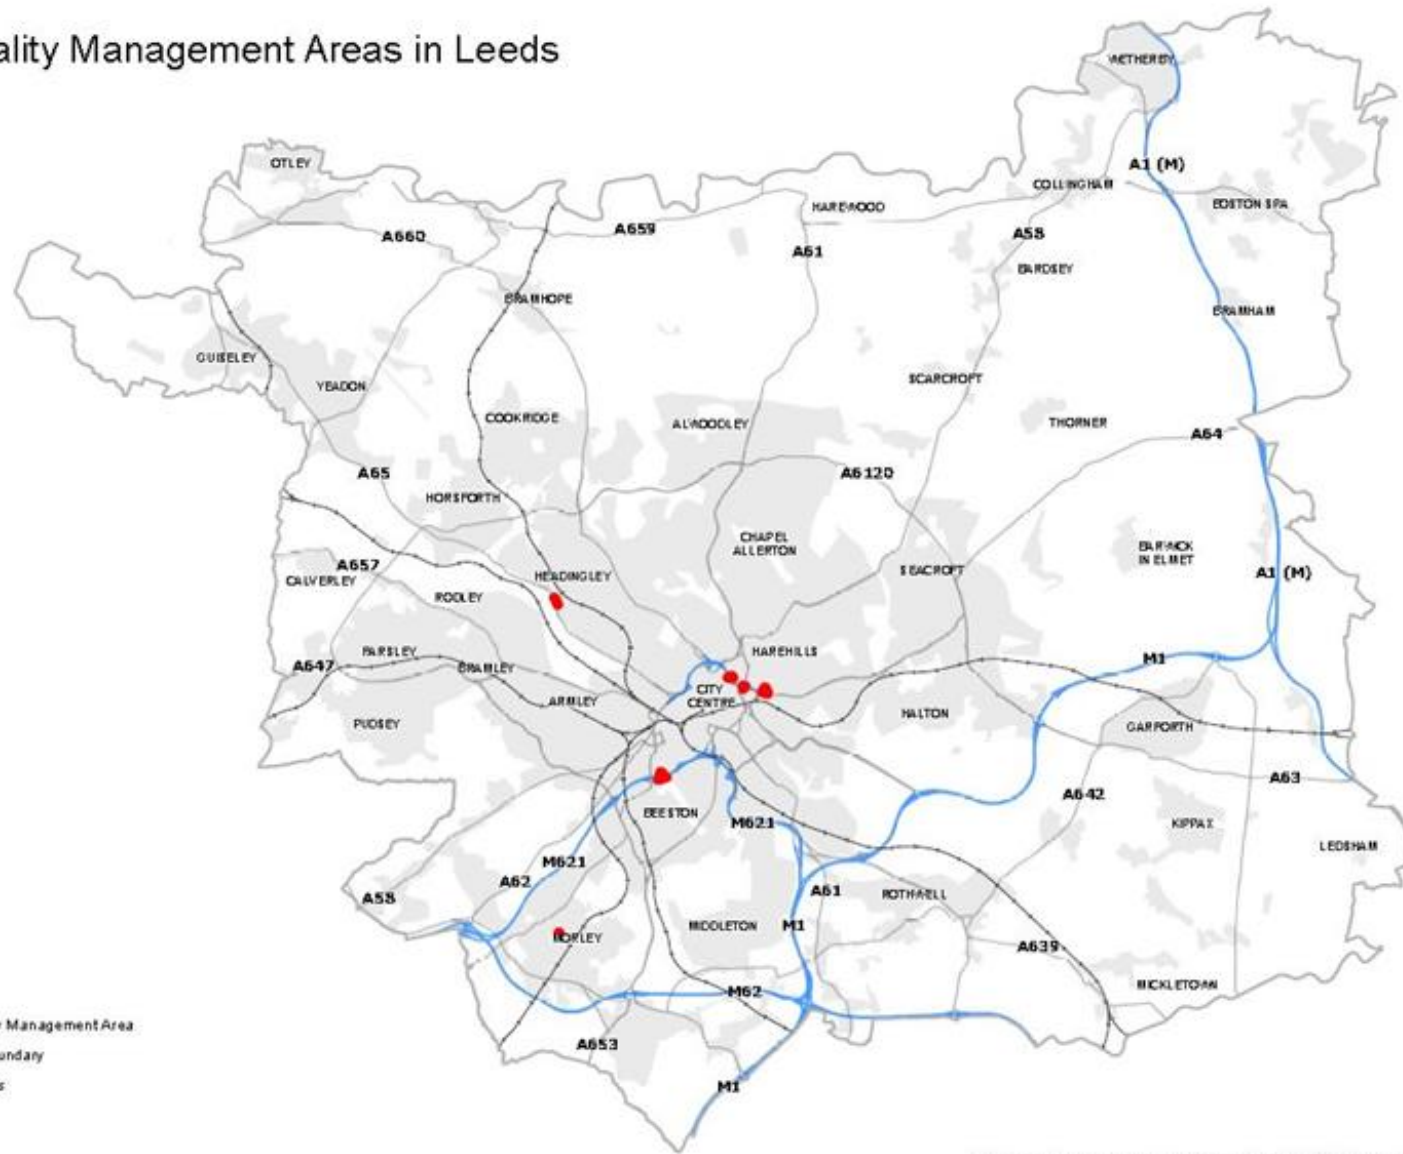 ality Management Areas in Leeds
WETHERBY
OTLEY
A1 (M)
COLLINGHAM
HAREWOOD
BOSTON SPA
A659
A660
A58
A61
BARDSEY
BRAMHOPE
BRAMHAM
GUISELEY
SCARCROFT
YEADON
COOKRIDGE
ALWOODLEY
THORNER
A64
A65
A6120
HORSFORTH
CHAPEL
ALLERTON
BARWICK
IN ELMET
A657
SEACROFT
A1 (M)
HEADINGLEY
CALVERLEY
RODLEY
FARSLEY
HAREHILLS
M1
A647
BRAMLEY
CITY
CENTRE
ARMLEY
HALTON
PUDSEY
GARFORTH
A63
A642
BEESTON
M621
KIPPAX
LEDSHAM
M621
A62
A61
ROTHWELL
A58
MIDDLETON
M1
MORLEY
A639
MICKLETOWN
M62
Management Area
undary
A653
s
M1